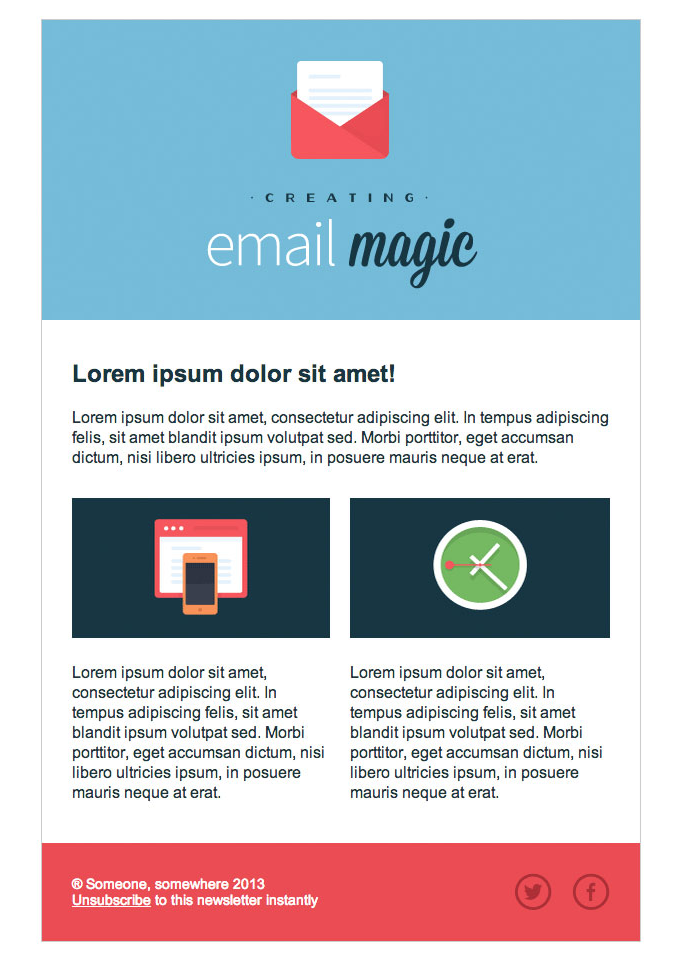 · CREATING ·
email magic
Lorem ipsum dolor sit amet!
Lorem ipsum dolor sit amet, consectetur adipiscing elit. In tempus adipiscing
felis, sit amet blandit ipsum volutpat sed. Morbi porttitor, eget accumsan
dictum, nisi libero ultricies ipsum, in posuere mauris neque at erat.
Lorem ipsum dolor sit amet,
consectetur adipiscing elit. In
tempus adipiscing felis, sit amet
blandit ipsum volutpat sed. Morbi
porttitor, eget accumsan dictum, nisi
libero ultricies ipsum, in posuere
mauris neque at erat.
Lorem ipsum dolor sit amet,
consectetur adipiscing elit. In
tempus adipiscing felis, sit amet
blandit ipsum volutpat sed. Morbi
porttitor, eget accumsan dictum, nisi
libero ultricies ipsum, in posuere
mauris neque at erat.
® Someone, somewhere 2013
Unsubscribe to this newsletter instantly